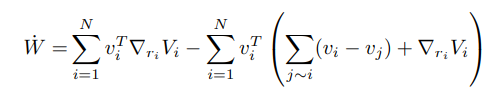 $\dot{W} = \sum_{i=1}^{N} v_i^T \nabla_{r_i} V_i - \sum_{i=1}^{N} v_i^T \left( \sum_{j \sim i} (v_i - v_j) + \nabla_{r_i} V_i \right)$